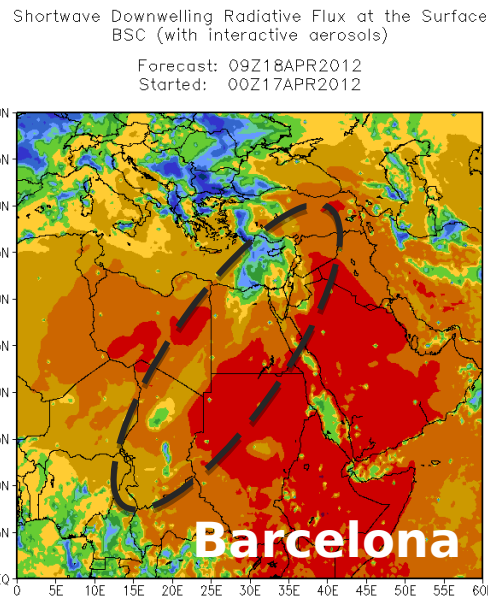 Shortwave Downwelling Radiative Flux at the Surface
BSC (with interactive aerosols)
Forecast: 09Z18APR2012
Started: 00Z17APR2012
Barcelona
0 5E 10E 15E 20E 25E 30E 35E 40E 45E 50E 55E 60E